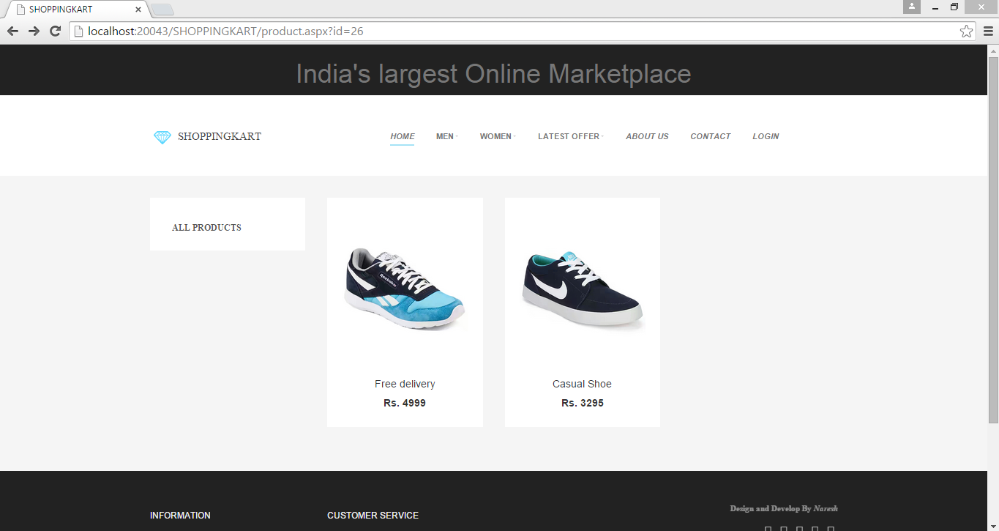 SHOPPINGKART
localhost:20043/SHOPPINGKART/product.aspx?id=26
India's largest Online Marketplace
SHOPPINGKART
HOME MEN WOMEN LATEST OFFER ABOUT US CONTACT LOGIN
ALL PRODUCTS
Reebok
Free delivery
Rs. 4999
Casual Shoe
Rs. 3295
INFORMATION
CUSTOMER SERVICE
Design and Develop By Naresh